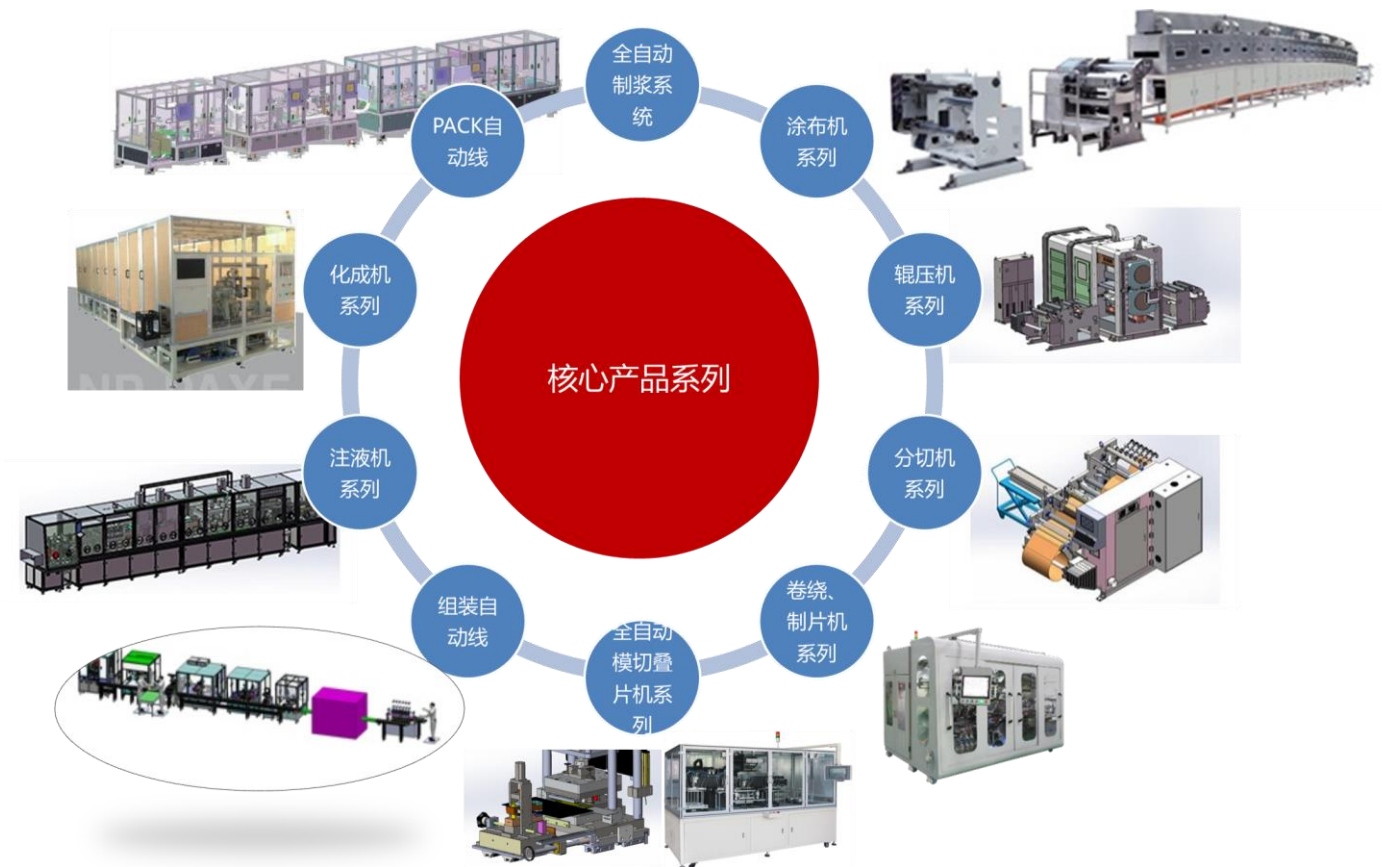 全自动
制浆系
统
涂布机
系列
辊压机
系列
分切机
系列
卷绕、
制片机
系列
全自动
模切叠
片机系
列
组装自
动线
注液机
系列
化成机
系列
PACK自
动线
核心产品系列